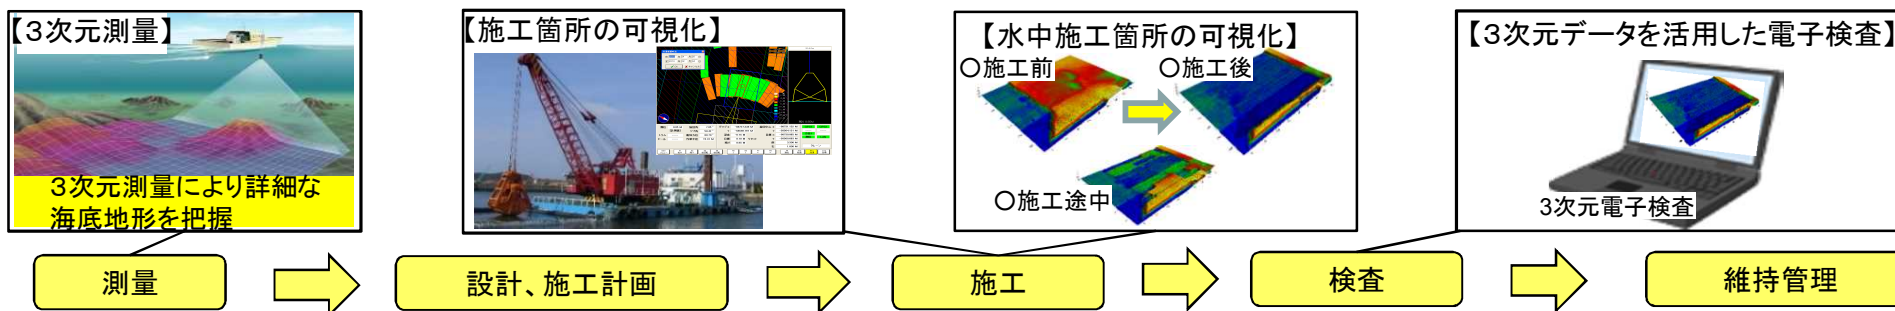 【3次元測量】
3次元測量により詳細な
海底地形を把握
【施工箇所の可視化】
【水中施工箇所の可視化】
〇施工前
〇施工後
〇施工途中
【3次元データを活用した電子検査】
3次元電子検査
測量
設計、施工計画
施工
検査
維持管理